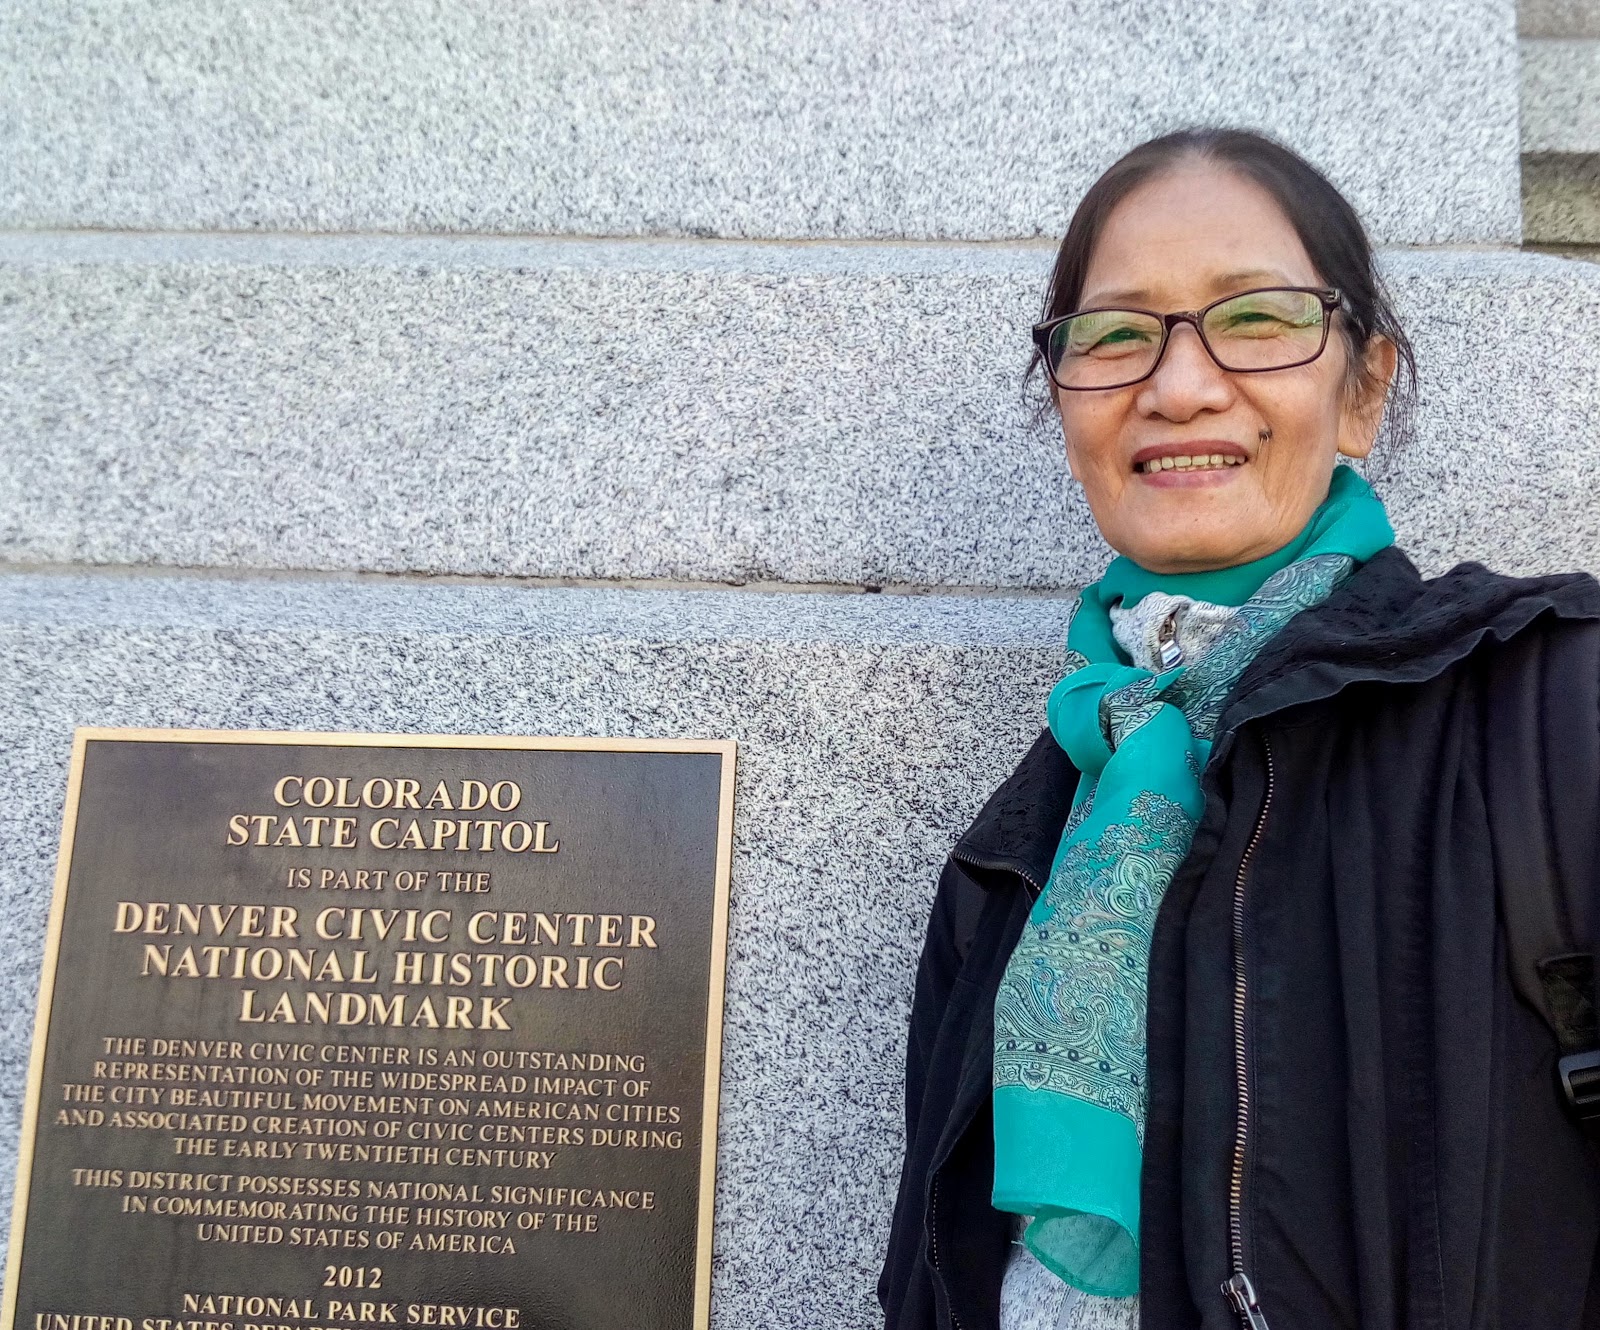 COLORADO
STATE CAPITOL
IS PART OF THE
DENVER CIVIC CENTER
NATIONAL HISTORIC
LANDMARK
THE DENVER CIVIC CENTER IS AN OUTSTANDING
REPRESENTATION OF THE WIDESPREAD IMPACT OF
THE CITY BEAUTIFUL MOVEMENT ON AMERICAN CITIES
AND ASSOCIATED CREATION OF CIVIC CENTERS DURING
THE EARLY TWENTIETH CENTURY
THIS DISTRICT POSSESSES NATIONAL SIGNIFICANCE
IN COMMEMORATING THE HISTORY OF THE
UNITED STATES OF AMERICA
2012
NATIONAL PARK SERVICE
UNITED STATES